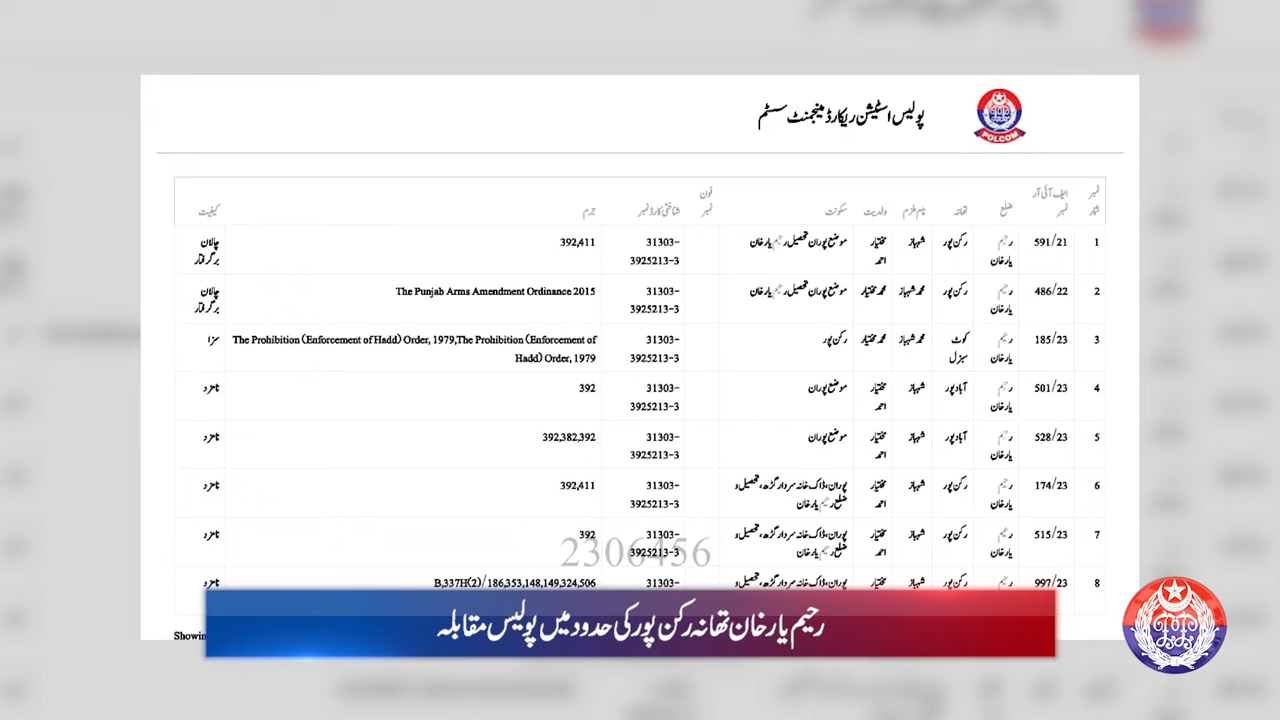 پولیس اسٹیشن ریکارڈ مینجمنٹ سسٹم
POLCOM
نمبر شمار ایف آئی آر نمبر ضلع تھانہ نام ملزم ولدیت سکونت فون نمبر شناختی کارڈ نمبر جرم کیفیت
1 591/21 رحیم یار خان رکن پور شہباز مختیار احمد موضع پوران تحصیل رحیم یار خان 31303-3925213-3 392,411 چالان برگرفتار
2 486/22 رحیم یار خان رکن پور محمد شہباز محمد مختیار موضع پوران تحصیل رحیم یار خان 31303-3925213-3 The Punjab Arms Amendment Ordinance 2015 چالان برگرفتار
3 185/23 رحیم یار خان کوٹ سبزل محمد شہباز محمد مختیار رکن پور 31303-3925213-3 The Prohibition (Enforcement of Hadd) Order, 1979,The Prohibition (Enforcement of Hadd) Order, 1979 سزا
4 501/23 رحیم یار خان آباد پور شہباز مختیار احمد موضع پوران 31303-3925213-3 392 نامزد
5 528/23 رحیم یار خان آباد پور شہباز مختیار احمد موضع پوران 31303-3925213-3 392,382,392 نامزد
6 174/23 رحیم یار خان رکن پور شہباز مختیار احمد پوران، ڈاک خانہ سردار گڑھ، تحصیل و ضلع رحیم یار خان 31303-3925213-3 392,411 نامزد
7 515/23 رحیم یار خان رکن پور شہباز مختیار احمد پوران، ڈاک خانہ سردار گڑھ، تحصیل و ضلع رحیم یار خان 31303-3925213-3 392 نامزد
2306456
8 997/23 رحیم رکن پور شہباز مختیار پوران، ڈاک خانہ سردار گڑھ، تحصیل و 31303- B,337H(2)/186,353,148,149,324,506 نامزد
رحیم یار خان تھانہ رکن پور کی حدود میں پولیس مقابلہ